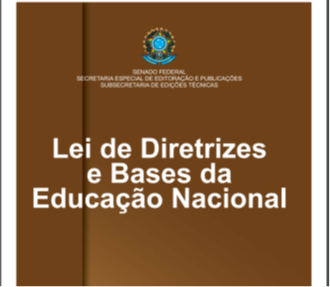 SENADO FEDERAL
SECRETARIA ESPECIAL DE EDITORAÇÃO E PUBLICAÇÕES
SUBSECRETARIA DE EDIÇÕES TÉCNICAS
Lei de Diretrizes
e Bases da
Educação Nacional